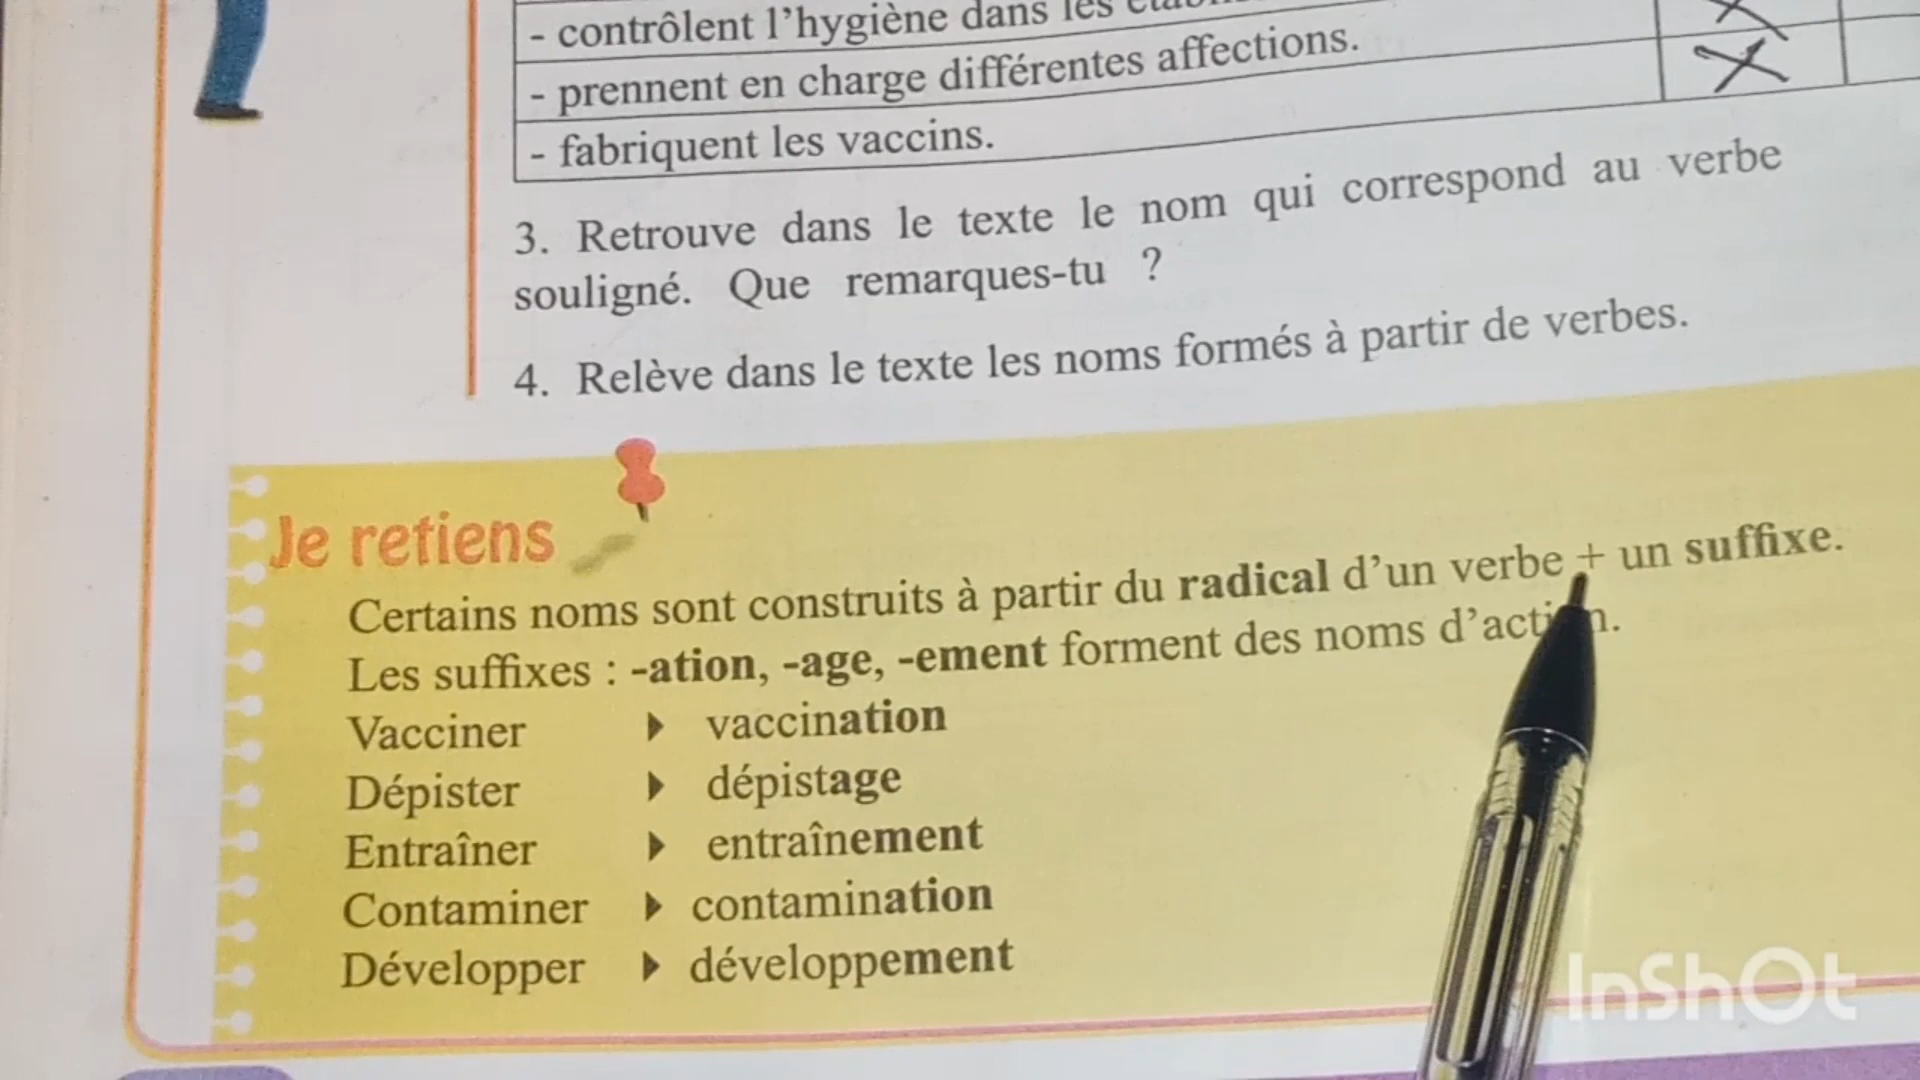 - contrôlent l’hygiène dans les
- prennent en charge différentes affections.
- fabriquent les vaccins.
3. Retrouve dans le texte le nom qui correspond au verbe
souligné. Que remarques-tu ?
4. Relève dans le texte les noms formés à partir de verbes.
Je retiens
Certains noms sont construits à partir du radical d’un verbe + un suffixe.
Les suffixes : -ation, -age, -ement forment des noms d’action.
Vacciner vaccination
Dépister dépistage
Entraîner entraînement
Contaminer contamination
Développer développement
InShOt